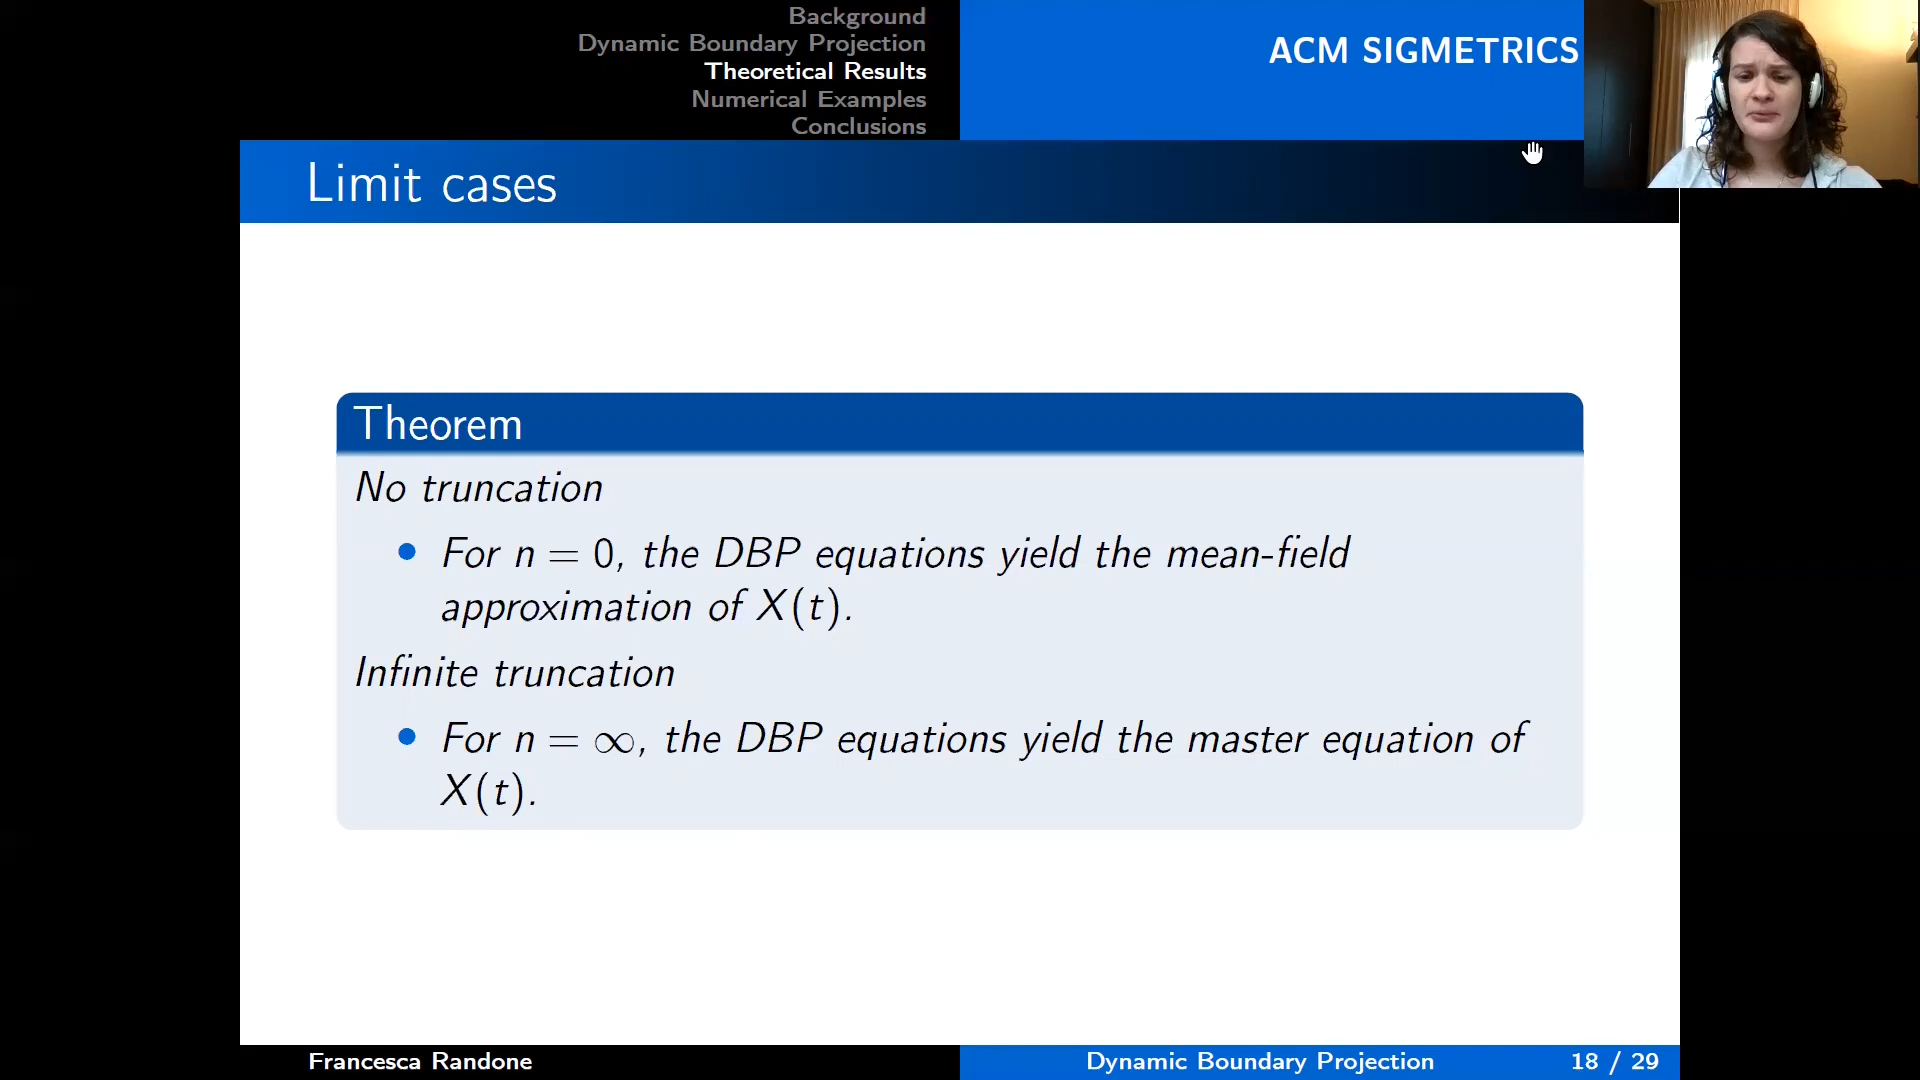 Background
Dynamic Boundary Projection
Theoretical Results
Numerical Examples
Conclusions
ACM SIGMETRICS
Limit cases
Theorem
No truncation
• For n = 0, the DBP equations yield the mean-field
approximation of X(t).
Infinite truncation
• For n = ∞, the DBP equations yield the master equation of
X(t).
Francesca Randone
Dynamic Boundary Projection
18 / 29